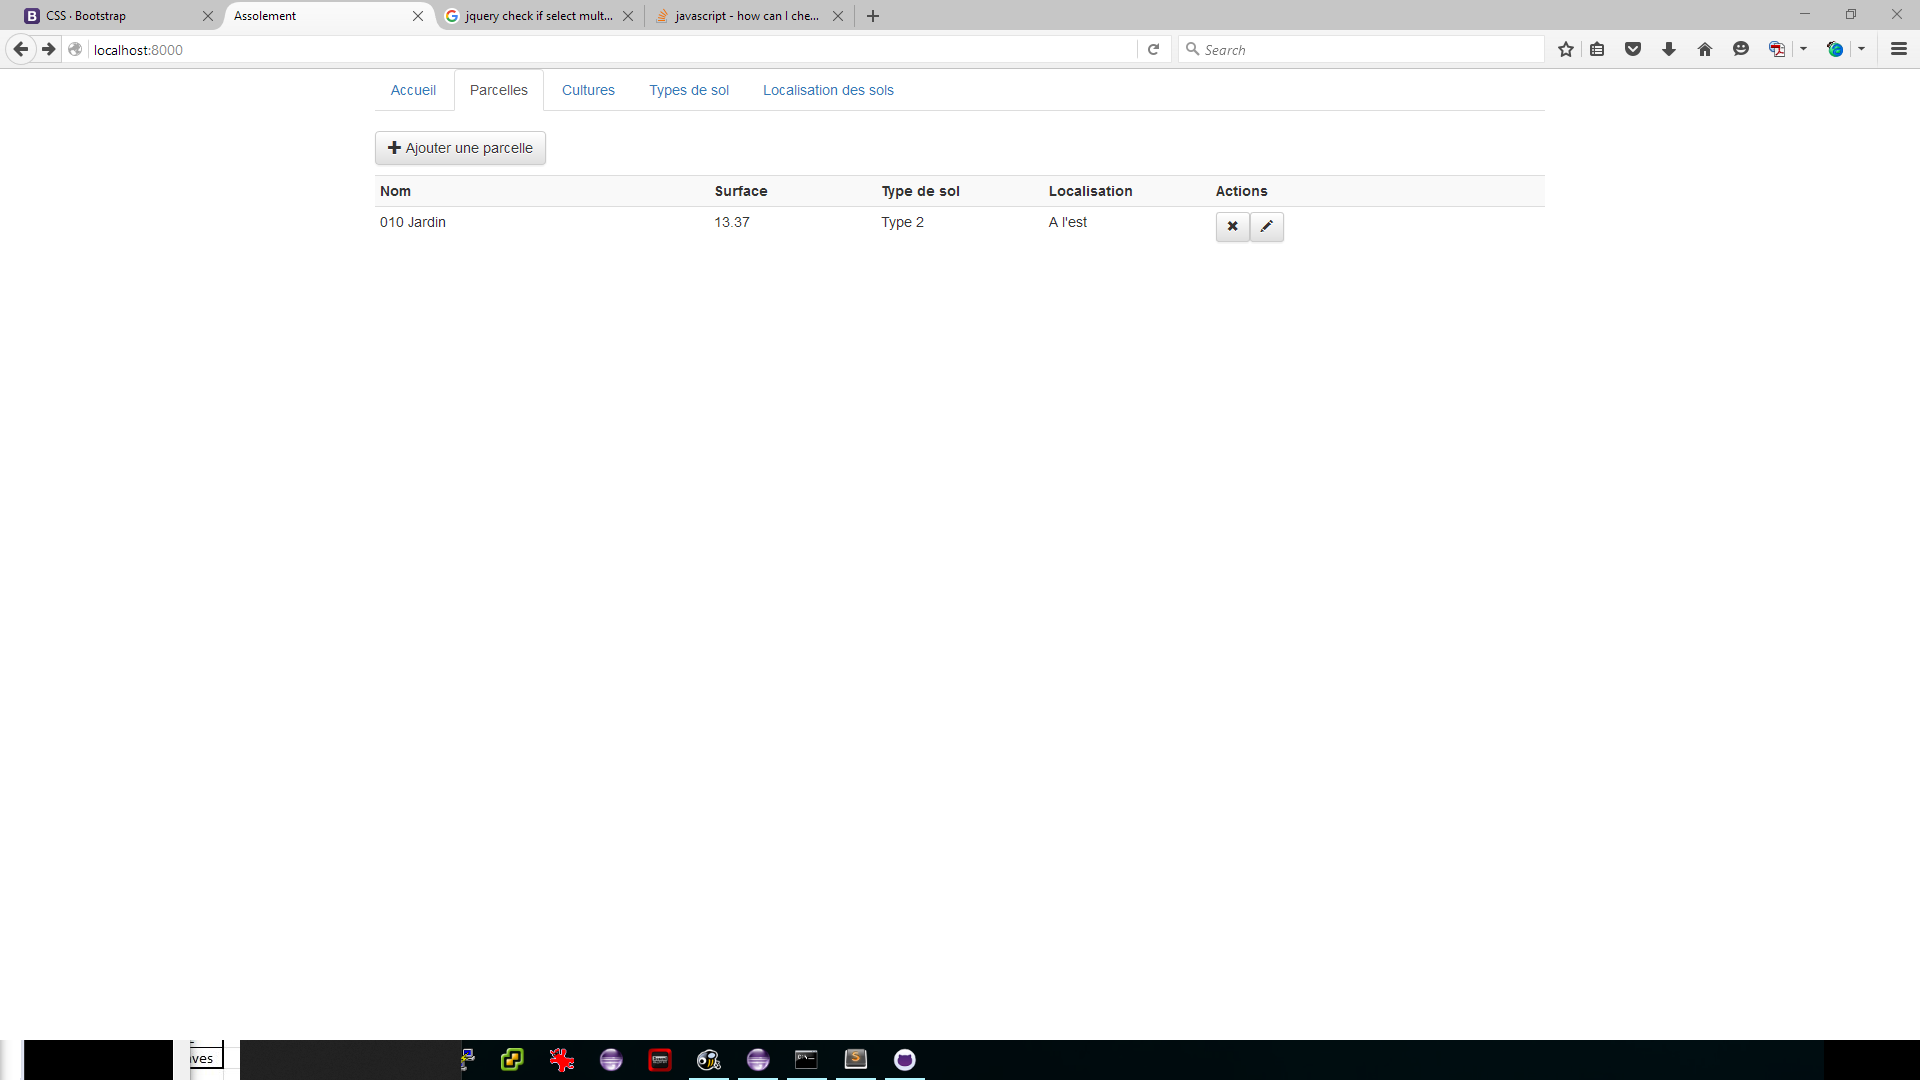 CSS · Bootstrap
Assolement
jquery check if select mult...
javascript - how can I che...
localhost:8000
Search
Accueil
Parcelles
Cultures
Types de sol
Localisation des sols
Ajouter une parcelle
Nom Surface Type de sol Localisation Actions
010 Jardin 13.37 Type 2 A l'est